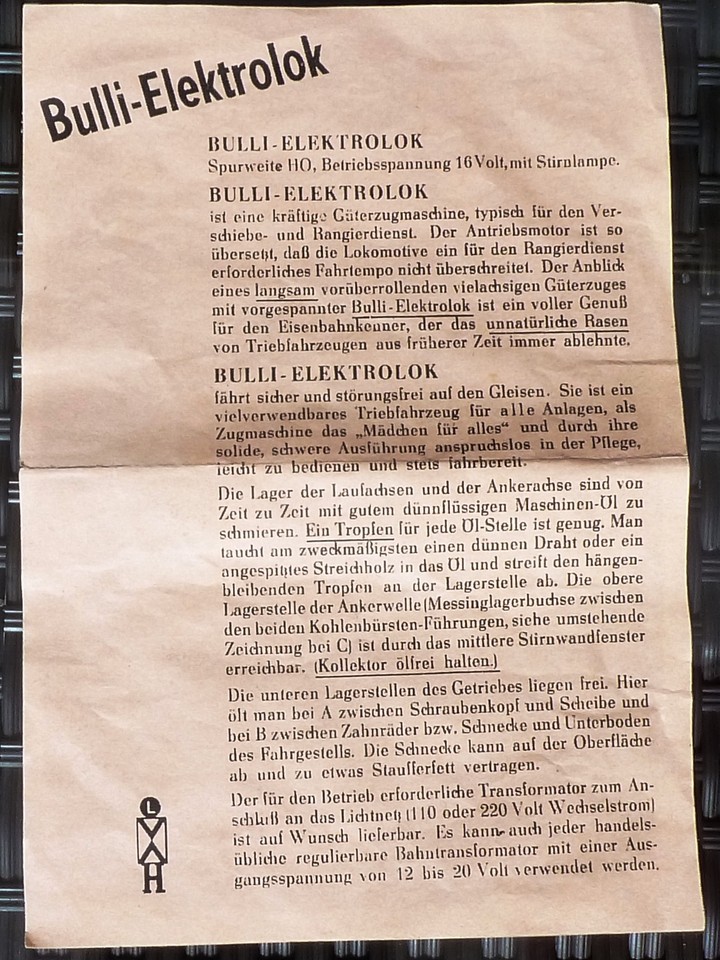 Bulli-Elektrolok
BULLI-ELEKTROLOK
Spurweite HO, Betriebsspannung 16 Volt, mit Stirnlampe.
BULLI-ELEKTROLOK
ist eine kräftige Güterzugmaschine, typisch für den Ver-
schiebe- und Rangierdienst. Der Antriebsmotor ist so
übersetzt, daß die Lokomotive ein für den Rangierdienst
erforderliches Fahrtempo nicht überschreitet. Der Anblick
eines langsam vorüberrollenden vielachsigen Güterzuges
mit vorgespannter Bulli-Elektrolok ist ein voller Genuß
für den Eisenbahnkenner, der das unnatürliche Rasen
von Triebfahrzeugen aus früherer Zeit immer ablehnte.
BULLI-ELEKTROLOK
fährt sicher und störungsfrei auf den Gleisen. Sie ist ein
vielverwendbares Triebfahrzeug für alle Anlagen, als
Zugmaschine das „Mädchen für alles“ und durch ihre
solide, schwere Ausführung anspruchslos in der Pflege,
leicht zu bedienen und stets fahrbereit.
Die Lager der Laufachsen und der Ankerachse sind von
Zeit zu Zeit mit gutem dünnflüssigen Maschinen-Öl zu
schmieren. Ein Tropfen für jede Öl-Stelle ist genug. Man
taucht am zweckmäßigsten einen dünnen Draht oder ein
angespitztes Streichholz in das Öl und streift den hängen-
bleibenden Tropfen an der Lagerstelle ab. Die obere
Lagerstelle der Ankerwelle (Messinglagerbuchse zwischen
den beiden Kohlenbürsten-Führungen, siehe umstehende
Zeichnung bei C) ist durch das mittlere Stirnwandfenster
erreichbar. (Kollektor ölfrei halten.)
Die unteren Lagerstellen des Getriebes liegen frei. Hier
ölt man bei A zwischen Schraubenkopf und Scheibe und
bei B zwischen Zahnräder bzw. Schnecke und Unterboden
des Fahrgestells. Die Schnecke kann auf der Oberfläche
ab und zu etwas Staufferfett vertragen.
Der für den Betrieb erforderliche Transformator zum An-
schluß an das Lichtnetz (110 oder 220 Volt Wechselstrom)
ist auf Wunsch lieferbar. Es kann auch jeder handels-
übliche regulierbare Bahntransformator mit einer Aus-
gangsspannung von 12 bis 20 Volt verwendet werden.
L
H